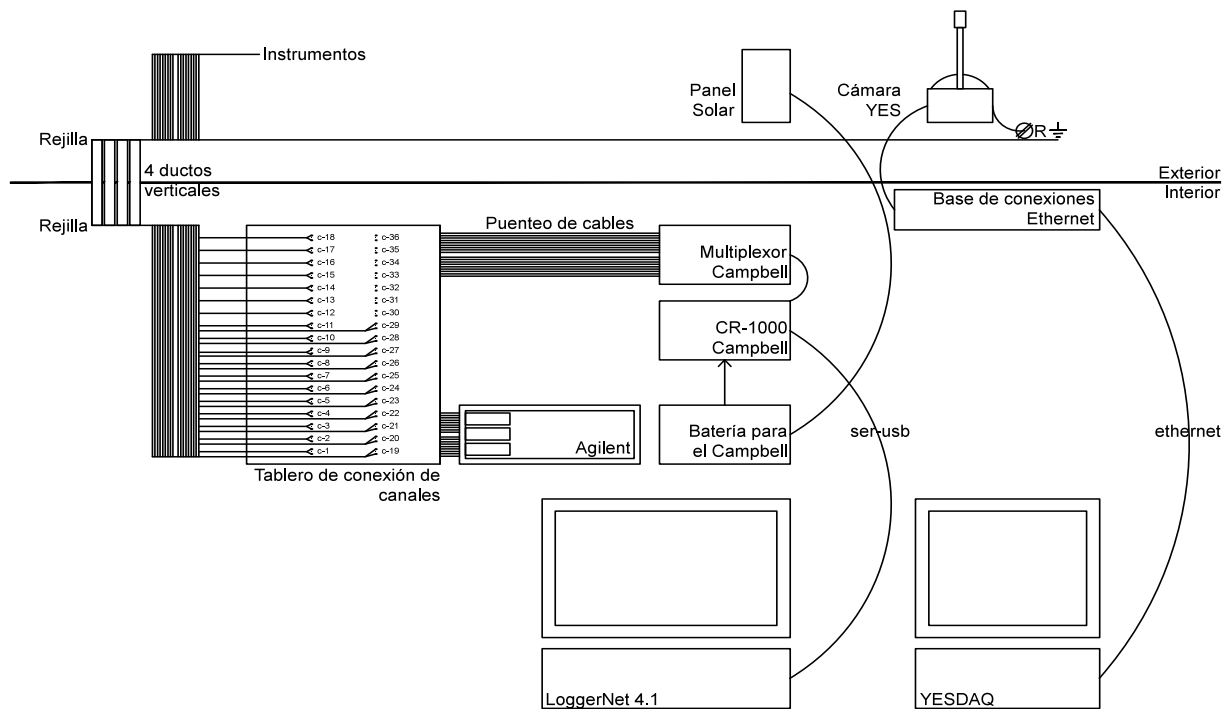 Instrumentos
Panel
Solar
Cámara
YES
R
Rejilla
4 ductos
verticales
Exterior
Interior
Rejilla
Base de conexiones
Ethernet
Puenteo de cables
c-18 c-36
c-17 c-35
c-16 c-34
c-15 c-33
c-14 c-32
c-13 c-31
c-12 c-30
c-11 c-29
c-10 c-28
c-9 c-27
c-8 c-26
c-7 c-25
c-6 c-24
c-5 c-23
c-4 c-22
c-3 c-21
c-2 c-20
c-1 c-19
Multiplexor
Campbell
CR-1000
Campbell
Tablero de conexión de
canales
Agilent
Batería para
el Campbell
ser-usb
ethernet
LoggerNet 4.1
YESDAQ